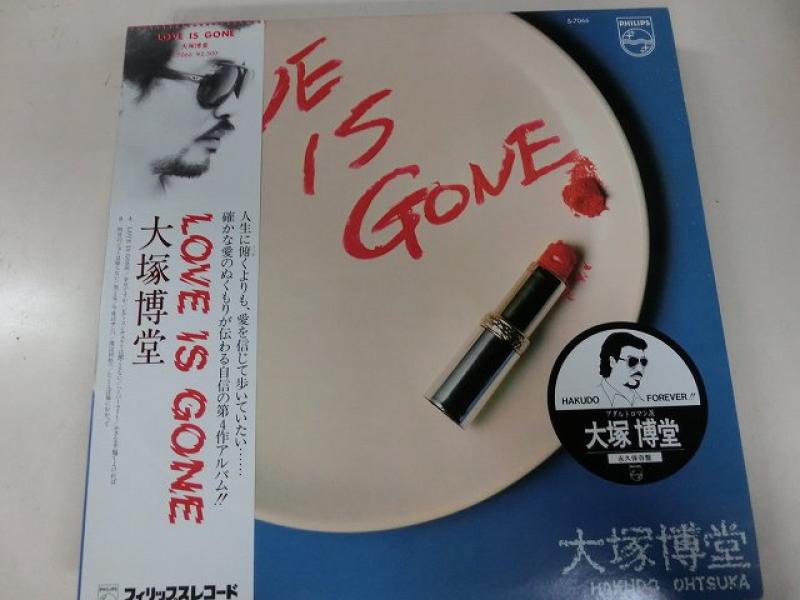 LOVE IS GONE
大塚博堂
S-7066 ¥2,500
人生に俯くよりも、愛を信じて歩いていたい……
確かな愛のぬくもりが伝わる自信の第4作アルバム!!
LOVE IS GONE
大塚博堂
フィリップスレコード
VE
IS
GONE
S-7066
PHILIPS
HAKUDO FOREVER!!
アダルトロマン派
大塚 博堂
永久保存盤
大塚博堂
HAKUDO OHTSUKA